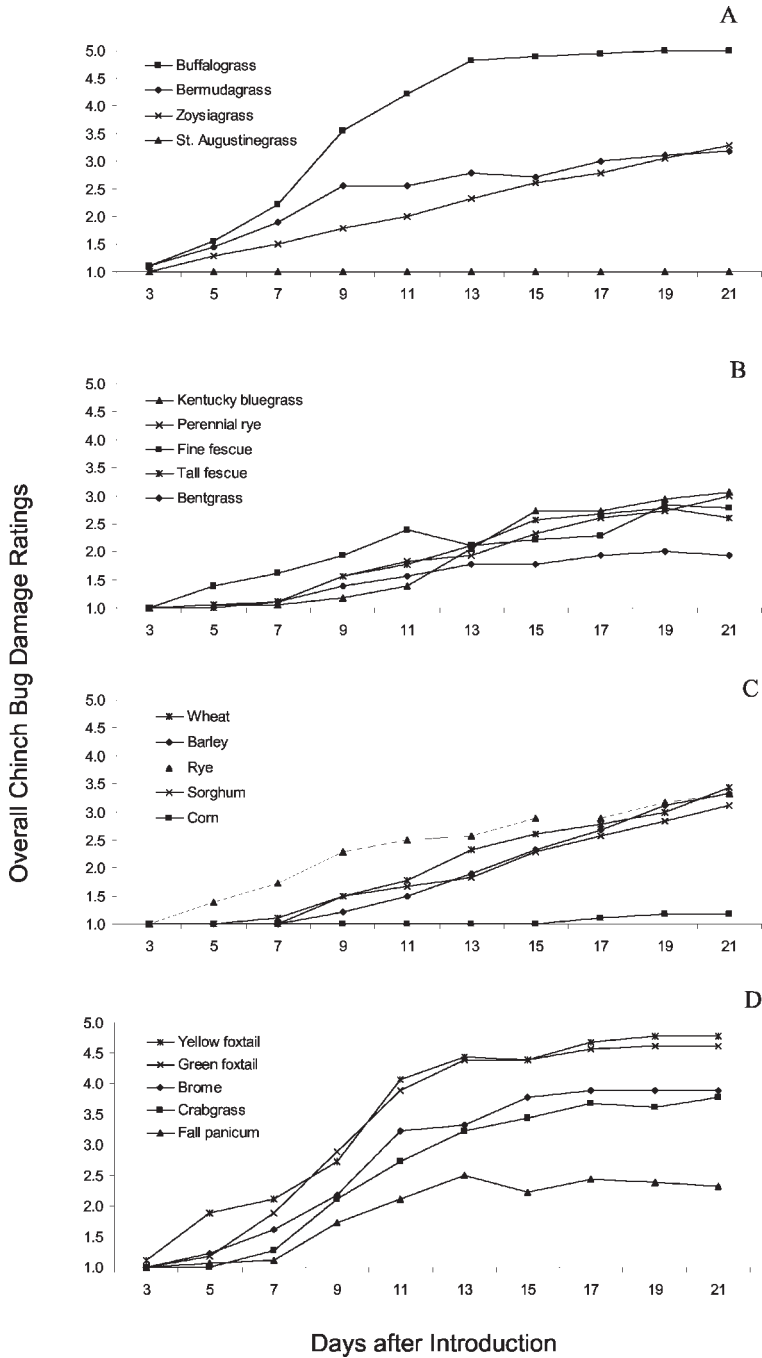 A
5.0
4.5
4.0
3.5
3.0
2.5
2.0
1.5
1.0
Buffalograss
Bermudagrass
Zoysiagrass
St. Augustinegrass
3 5 7 9 11 13 15 17 19 21
B
5.0
4.5
4.0
3.5
3.0
2.5
2.0
1.5
1.0
Kentucky bluegrass
Perennial rye
Fine fescue
Tall fescue
Bentgrass
3 5 7 9 11 13 15 17 19 21
Overall Chinch Bug Damage Ratings
C
5.0
4.5
4.0
3.5
3.0
2.5
2.0
1.5
1.0
Wheat
Barley
Rye
Sorghum
Corn
3 5 7 9 11 13 15 17 19 21
D
5.0
4.5
4.0
3.5
3.0
2.5
2.0
1.5
1.0
Yellow foxtail
Green foxtail
Brome
Crabgrass
Fall panicum
3 5 7 9 11 13 15 17 19 21
Days after Introduction